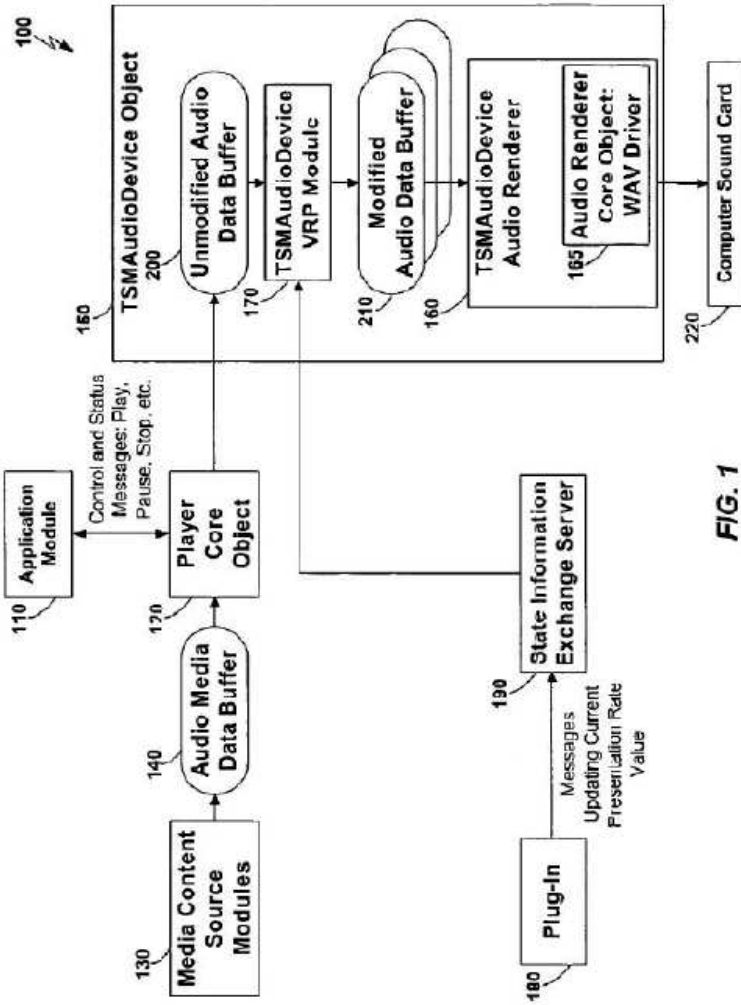 100
150
TSMAudioDevice Object
200
Unmodified Audio
Data Buffer
170
TSMAudioDevice
VRP Module
210
Modified
Audio Data Buffer
160
TSMAudioDevice
Audio Renderer
165
Audio Renderer
Core Object:
WAV Driver
220
Computer Sound Card
110
Application
Module
Control and Status
Messages: Play,
Pause, Stop, etc.
120
Player
Core
Object
140
Audio Media
Data Buffer
130
Media Content
Source
Modules
190
State Information
Exchange Server
Messages
Updating Current
Presentation Rate
Value
180
Plug-In
FIG. 1